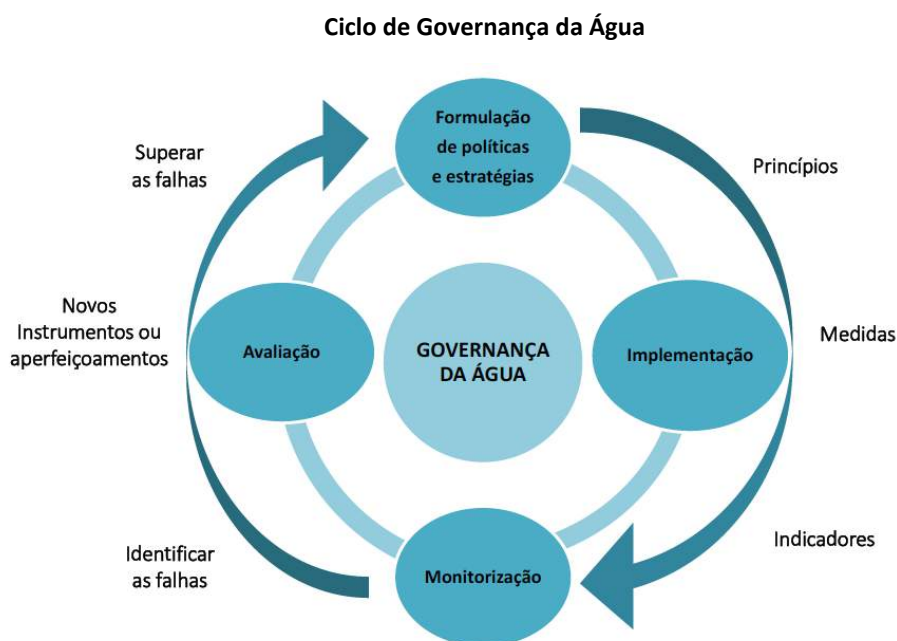 Ciclo de Governança da Água
Formulação
de políticas
e estratégias
Superar
as falhas
Princípios
Novos
Instrumentos ou
aperfeiçoamentos
Avaliação
GOVERNANÇA
DA ÁGUA
Implementação
Medidas
Identificar
as falhas
Monitorização
Indicadores